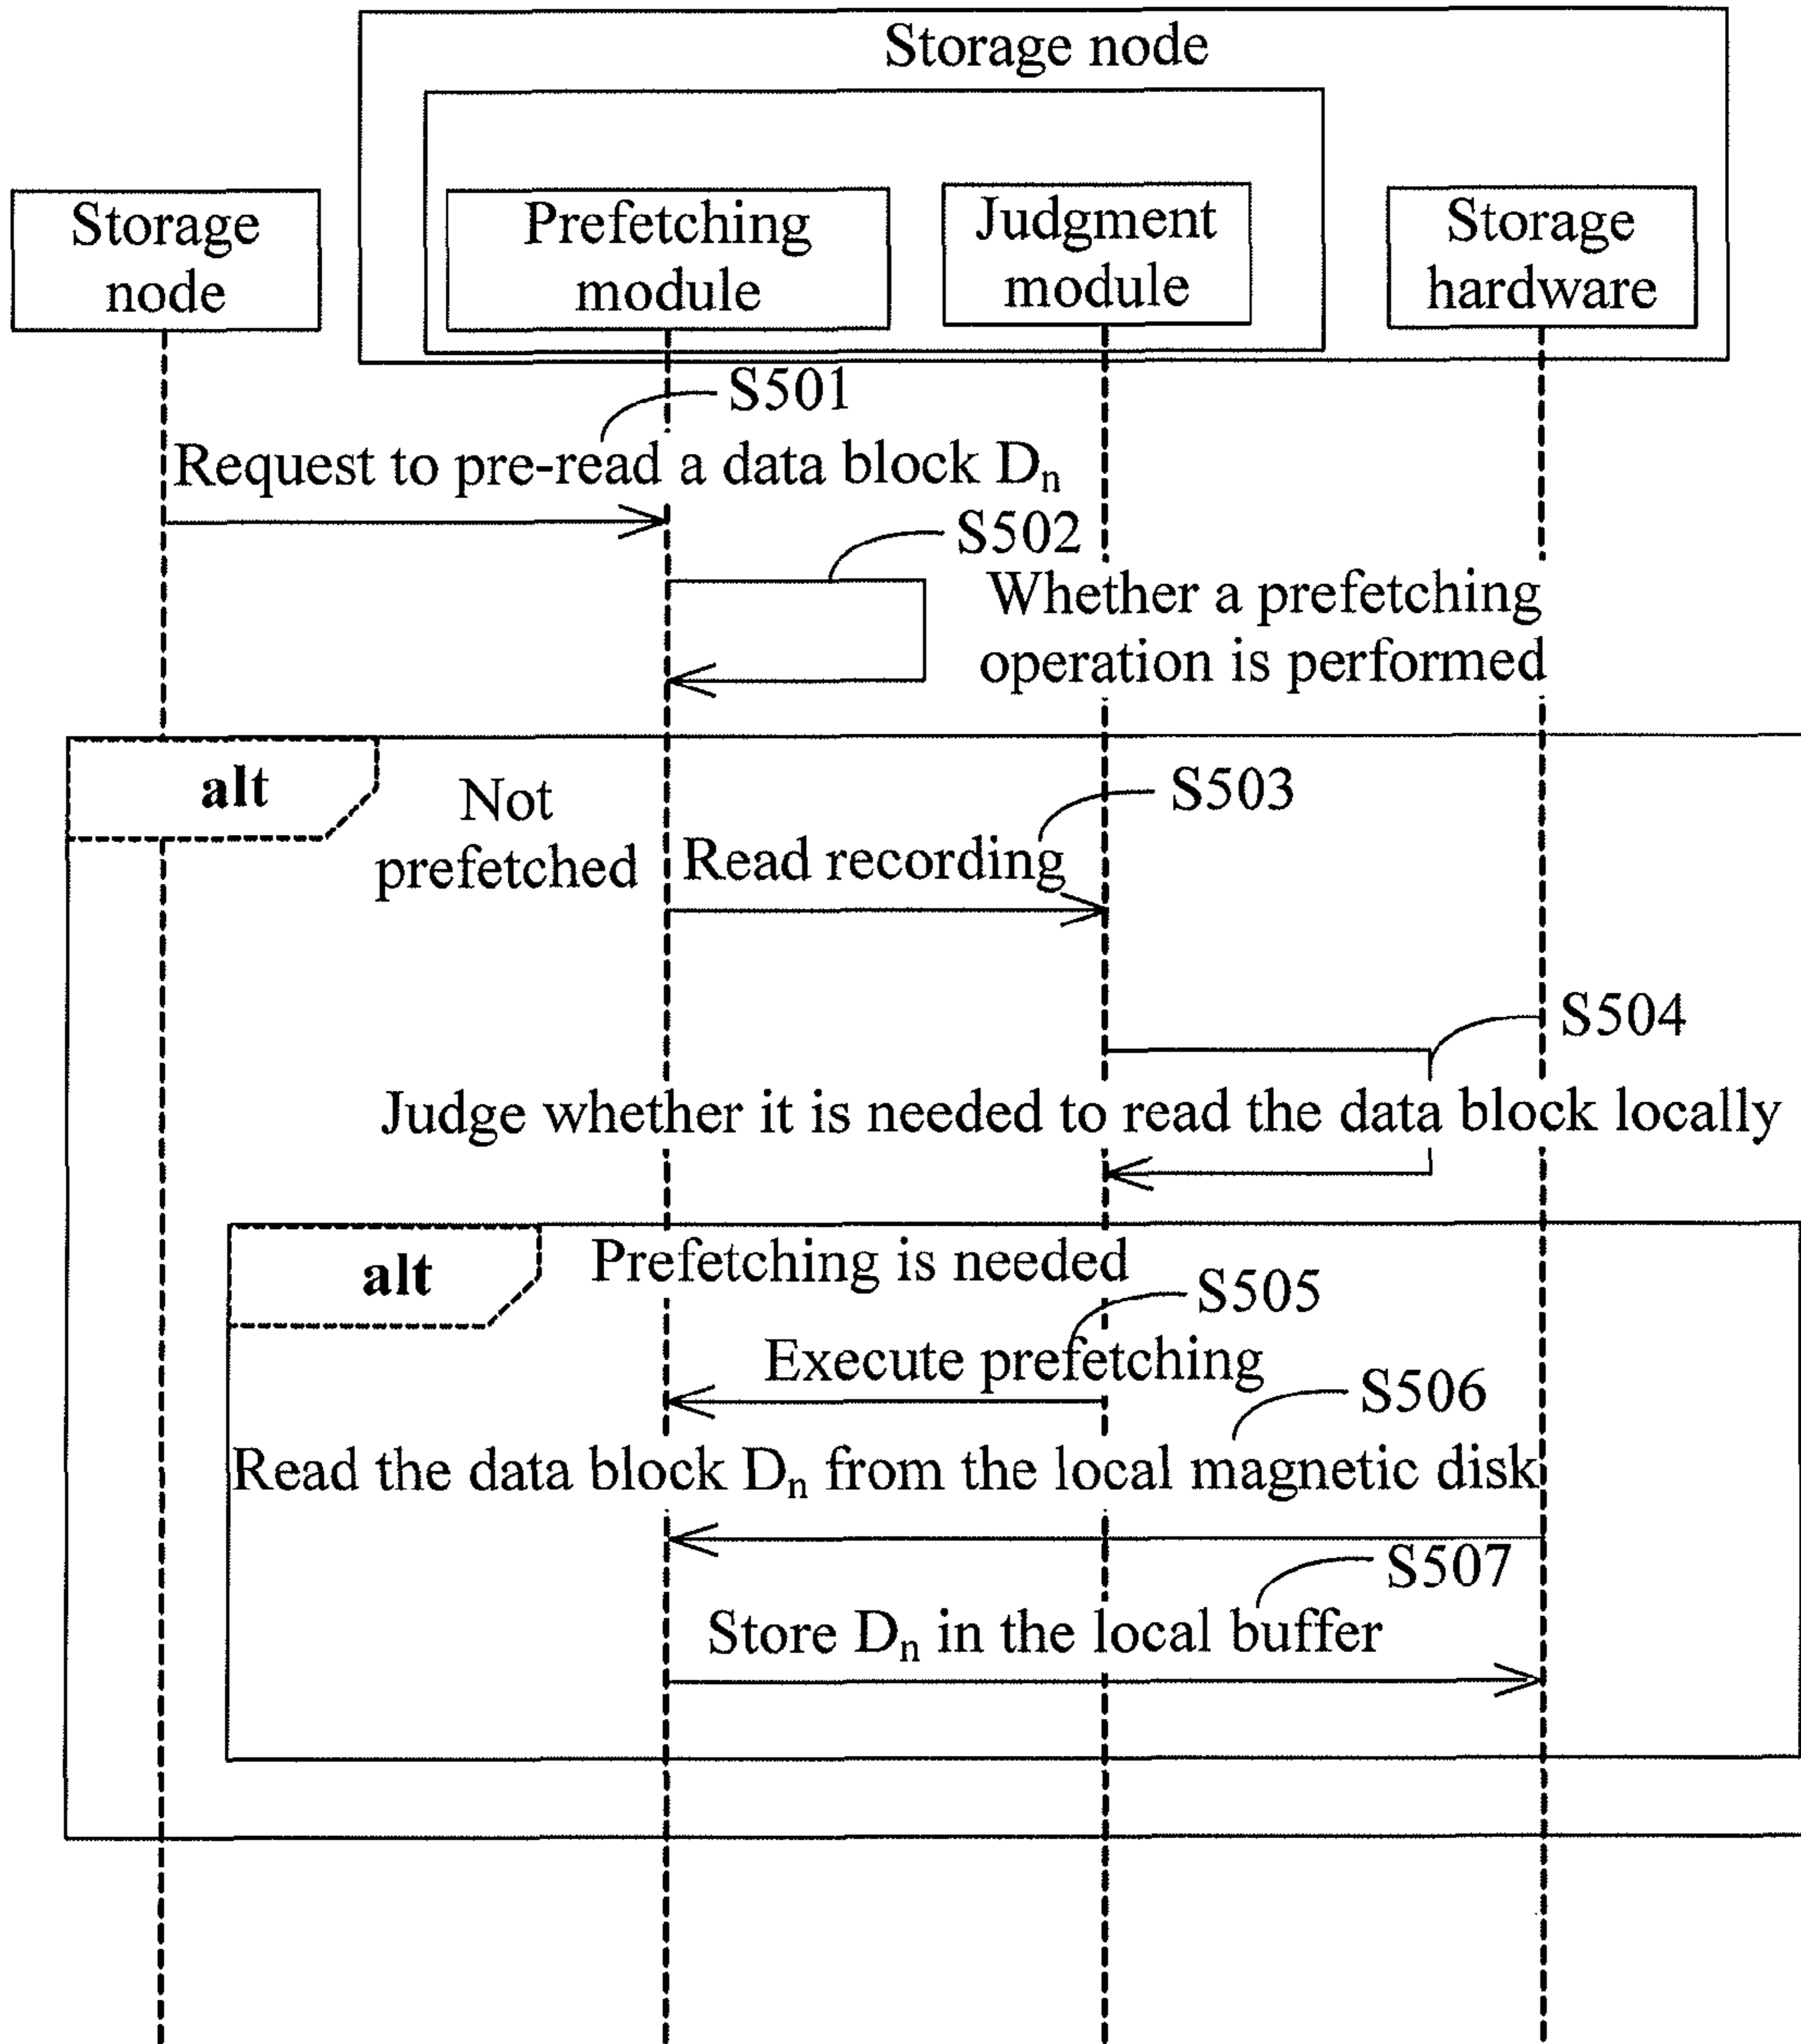 Storage node
Storage
node
Prefetching
module
Judgment
module
Storage
hardware
S501
Request to pre-read a data block Dn
S502
Whether a prefetching
operation is performed
alt
Not
prefetched
S503
Read recording
S504
Judge whether it is needed to read the data block locally
alt
Prefetching is needed
S505
Execute prefetching
S506
Read the data block Dn from the local magnetic disk
S507
Store Dn in the local buffer